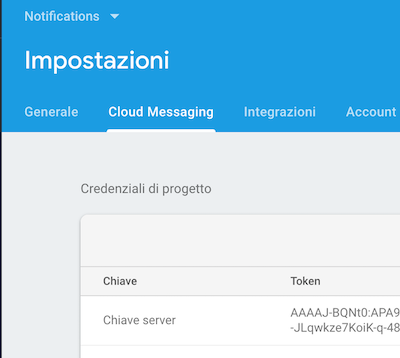 Notifications
Impostazioni
Generale Cloud Messaging Integrazioni Account
Credenziali di progetto
Chiave Token
Chiave server AAAAJ-BQNt0:APA9
-JLqwkze7KoiK-q-48